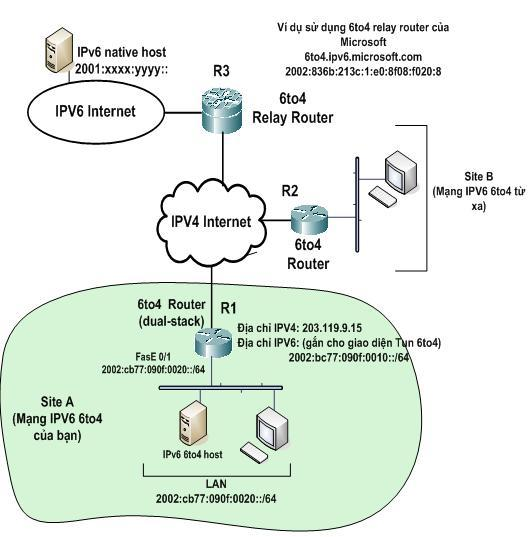 Ví dụ sử dụng 6to4 relay router của
Microsoft
6to4.ipv6.microsoft.com
2002:836b:213c:1:e0:8f08:f020:8
IPv6 native host
2001:xxxx:yyyy::
R3
IPV6 Internet
6to4
Relay Router
Site B
(Mạng IPV6 6to4 từ
xa)
R2
IPV4 Internet
6to4
Router
6to4 Router
(dual-stack)
R1
Địa chỉ IPV4: 203.119.9.15
Địa chỉ IPV6: (gắn cho giao diện Tun 6to4)
2002:bc77:090f:0010::/64
FasE 0/1
2002:cb77:090f:0020::/64
Site A
(Mạng IPV6 6to4
của bạn)
IPv6 6to4 host
LAN
2002:cb77:090f:0020::/64